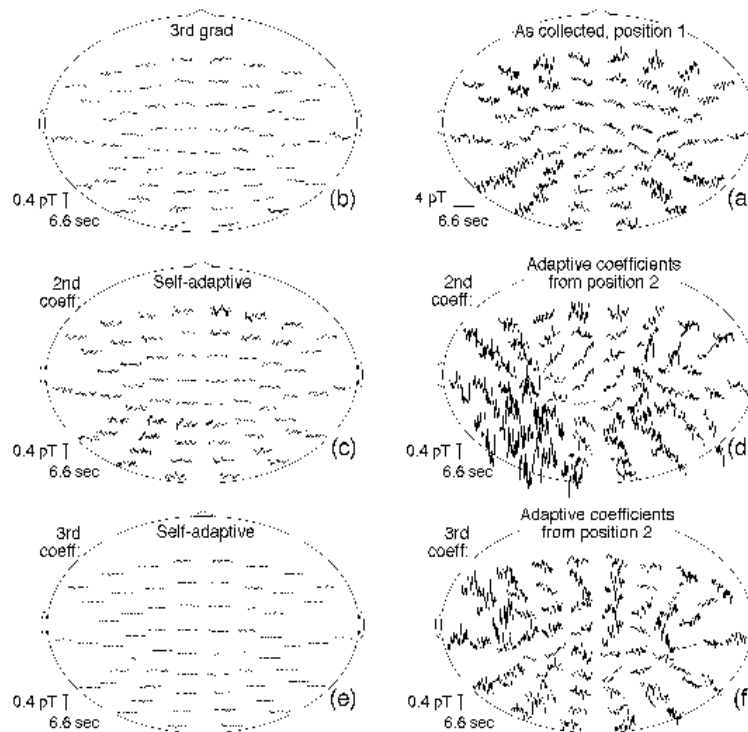 3rd grad
0.4 pT
6.6 sec
(b)
As collected, position 1
4 pT
6.6 sec
(a
2nd
coeff:
Self-adaptive
0.4 pT
6.6 sec
(c)
Adaptive coefficients
2nd from position 2
coeff:
0.4 pT
6.6 sec
(d
3rd
coeff:
Self-adaptive
0.4 pT
6.6 sec
(e)
Adaptive coefficients
3rd from position 2
coeff:
0.4 pT
6.6 sec
(f